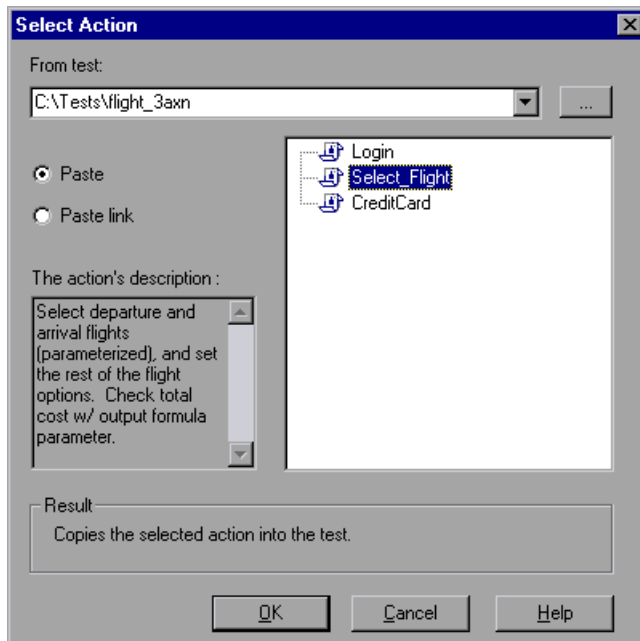 Select Action
From test:
C:\Tests\flight_3axn
...
Paste
Paste link
Login
Select_Flight
CreditCard
The action's description :
Select departure and
arrival flights
(parameterized), and set
the rest of the flight
options. Check total
cost w/ output formula
parameter.
Result
Copies the selected action into the test.
OK
Cancel
Help